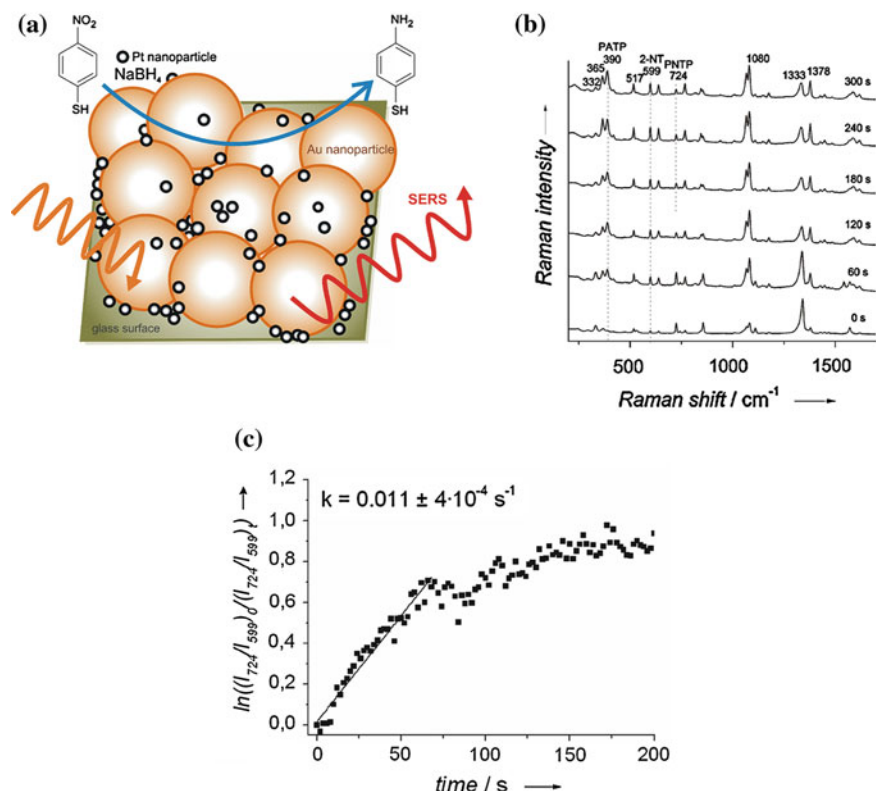 (a)
NO₂
NH₂
Pt nanoparticle
NaBH₄
SH
SH
Au nanoparticle
SERS
glass surface
(b)
Raman intensity
PATP
390
365
332
517
2-NT
599
PNTP
724
1080
1333
1378
300 s
240 s
180 s
120 s
60 s
0 s
500
1000
1500
Raman shift / cm⁻¹
(c)
ln((I₇₂₄/I₅₉₉)₀/(I₇₂₄/I₅₉₉)ₜ)
k = 0.011 ± 4·10⁻⁴ s⁻¹
1,2
1,0
0,8
0,6
0,4
0,2
0,0
0
50
100
150
200
time / s